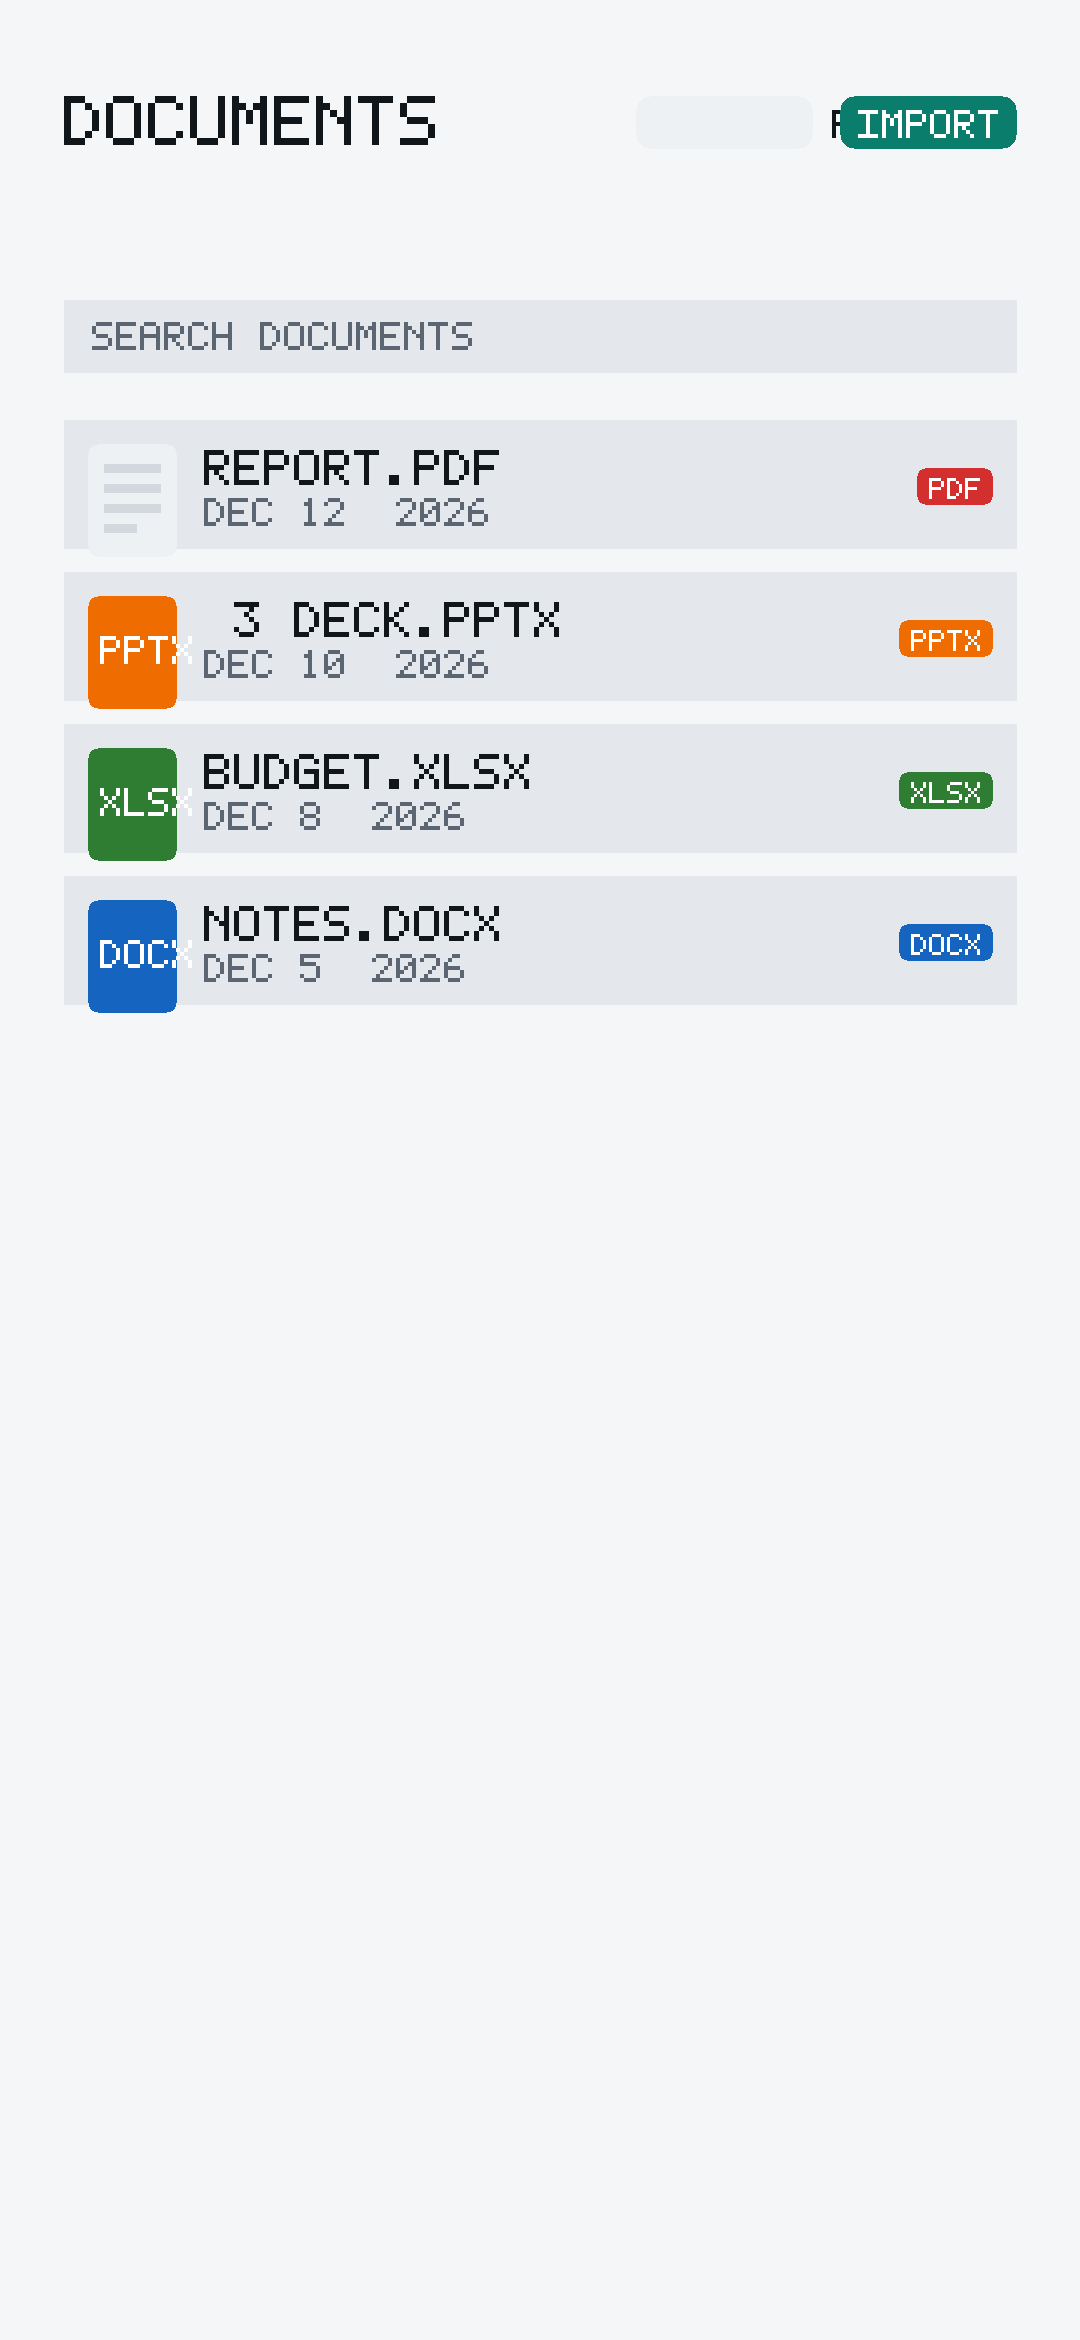 DOCUMENTS
IMPORT
SEARCH DOCUMENTS
REPORT.PDF
DEC 12 2026
PDF
PPTX
3 DECK.PPTX
DEC 10 2026
PPTX
XLSX
BUDGET.XLSX
DEC 8 2026
XLSX
DOCX
NOTES.DOCX
DEC 5 2026
DOCX